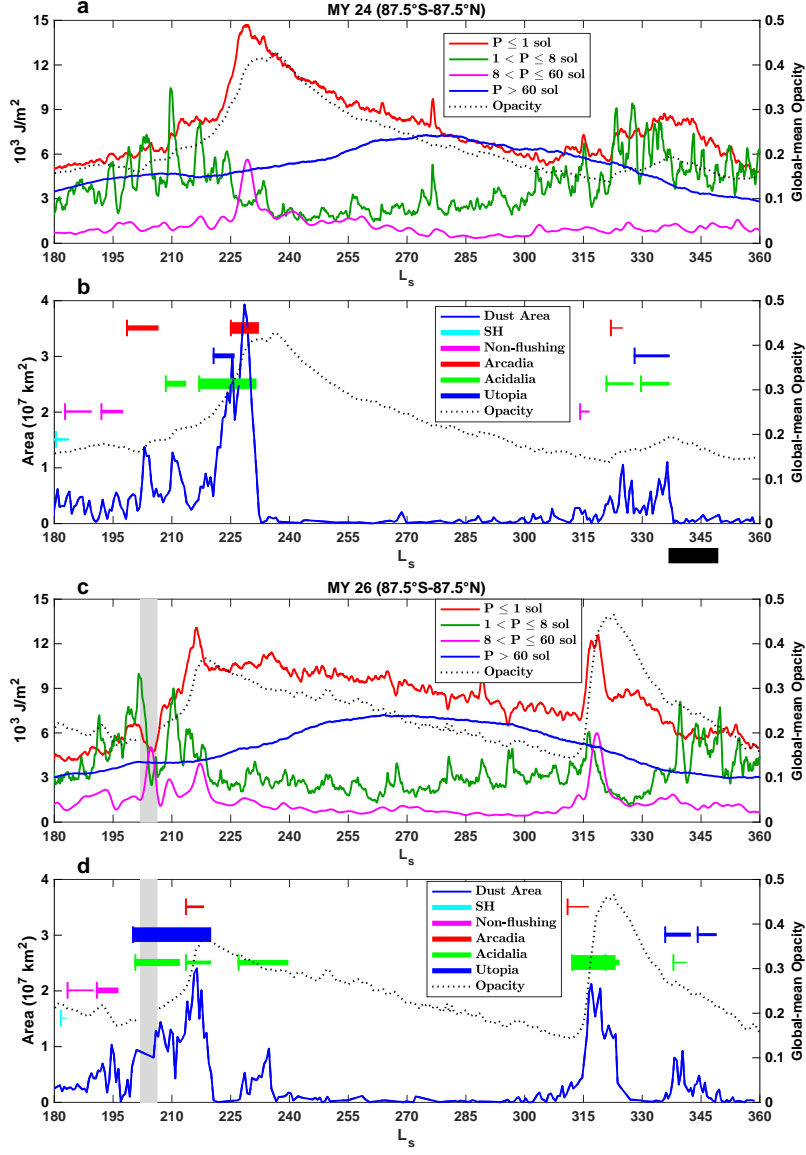 a
MY 24 (87.5°S-87.5°N)
15
12
9
6
3
0
10³ J/m²
P ≤ 1 sol
1 < P ≤ 8 sol
8 < P ≤ 60 sol
P > 60 sol
Opacity
0.5
0.4
0.3
0.2
0.1
0
Global-mean Opacity
180 195 210 225 240 255 270 285 300 315 330 345 360
Lₛ
b
4
3
2
1
0
Area (10⁷ km²)
Dust Area
SH
Non-flushing
Arcadia
Acidalia
Utopia
Opacity
0.5
0.4
0.3
0.2
0.1
0
Global-mean Opacity
180 195 210 225 240 255 270 285 300 315 330 345 360
Lₛ
c
MY 26 (87.5°S-87.5°N)
15
12
9
6
3
0
10³ J/m²
P ≤ 1 sol
1 < P ≤ 8 sol
8 < P ≤ 60 sol
P > 60 sol
Opacity
0.5
0.4
0.3
0.2
0.1
0
Global-mean Opacity
180 195 210 225 240 255 270 285 300 315 330 345 360
Lₛ
d
4
3
2
1
0
Area (10⁷ km²)
Dust Area
SH
Non-flushing
Arcadia
Acidalia
Utopia
Opacity
0.5
0.4
0.3
0.2
0.1
0
Global-mean Opacity
180 195 210 225 240 255 270 285 300 315 330 345 360
Lₛ